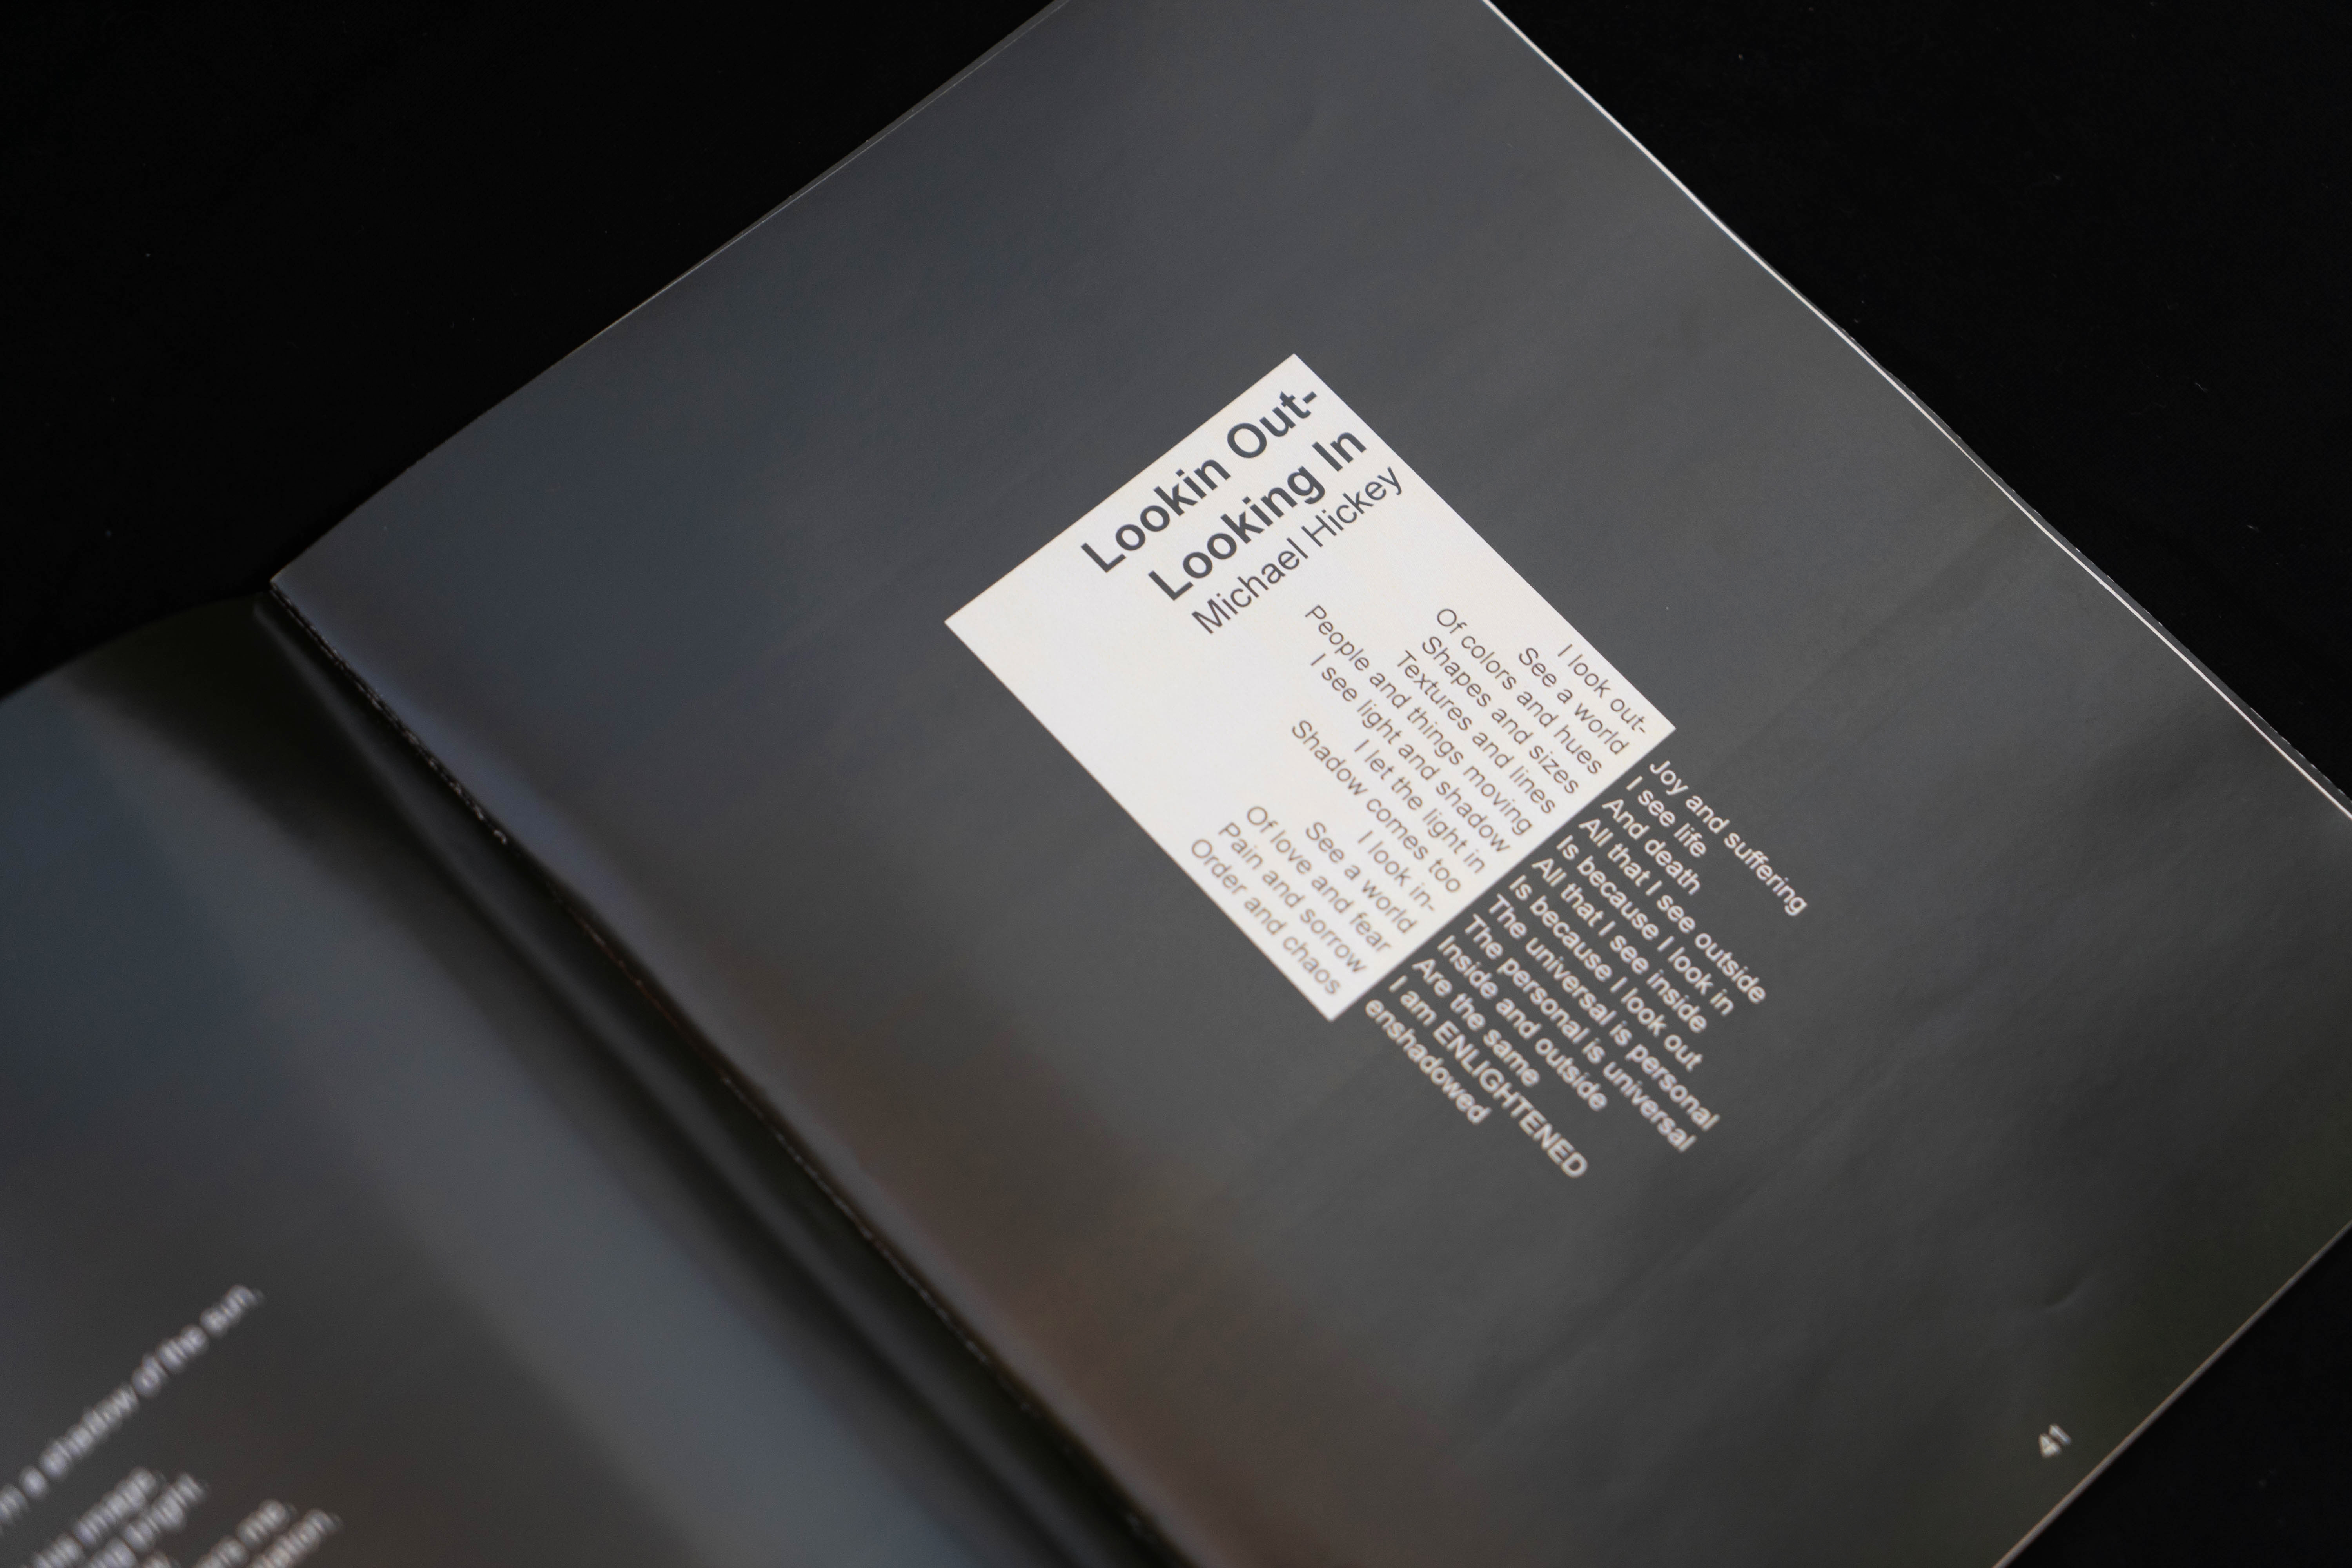 Lookin Out-
Looking In
Michael Hickey
I look out-
See a world
Of colors and hues
Shapes and sizes
Textures and lines
People and things moving
I see light and shadow
I let the light in
Shadow comes too
I look in-
See a world
Of love and fear
Pain and sorrow
Order and chaos
Joy and suffering
I see life
And death
All that I see outside
Is because I look in
All that I see inside
Is because I look out
The universal is personal
The personal is universal
Inside and outside
Are the same
I am ENLIGHTENED
enshadowed
41
a shadow of the sun,
image,
bright.
me,